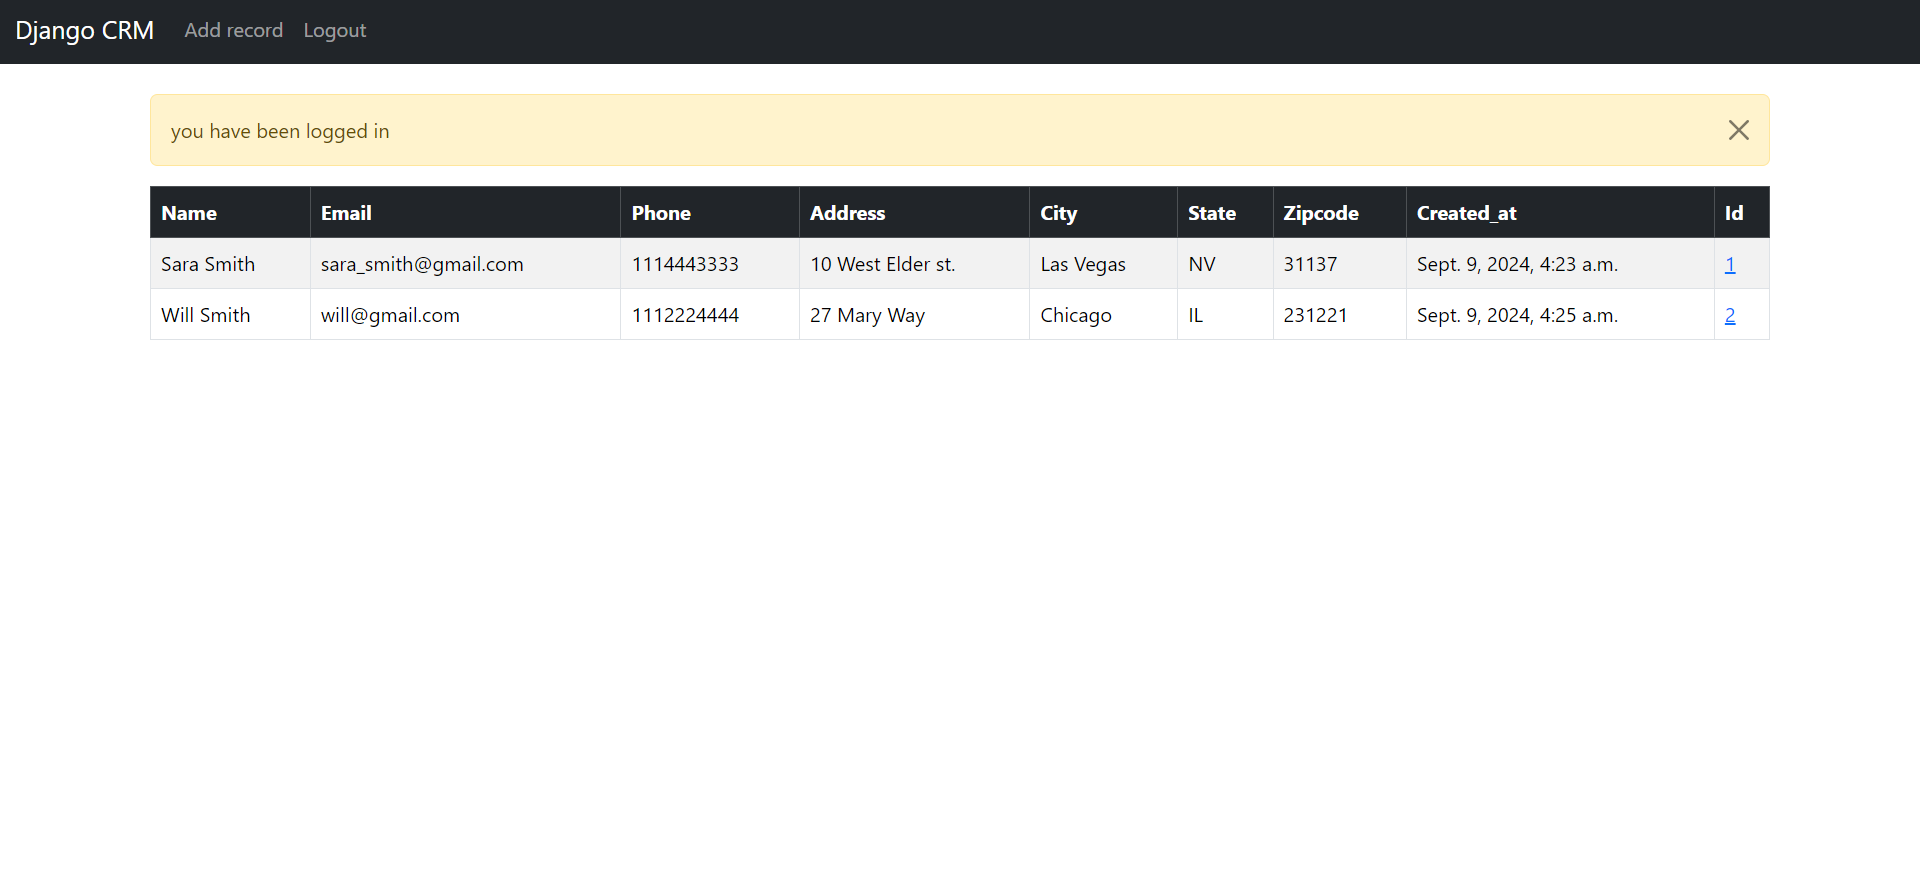 Django CRM Add record Logout
you have been logged in
Name Email Phone Address City State Zipcode Created_at Id
Sara Smith sara_smith@gmail.com 1114443333 10 West Elder st. Las Vegas NV 31137 Sept. 9, 2024, 4:23 a.m. 1
Will Smith will@gmail.com 1112224444 27 Mary Way Chicago IL 231221 Sept. 9, 2024, 4:25 a.m. 2